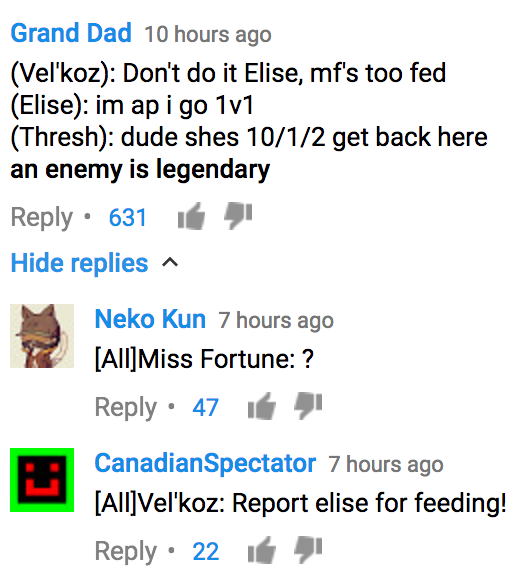 Grand Dad 10 hours ago
(Vel'koz): Don't do it Elise, mf's too fed
(Elise): im ap i go 1v1
(Thresh): dude shes 10/1/2 get back here
an enemy is legendary
Reply • 631
Hide replies
Neko Kun 7 hours ago
[All]Miss Fortune: ?
Reply • 47
CanadianSpectator 7 hours ago
[All]Vel'koz: Report elise for feeding!
Reply • 22